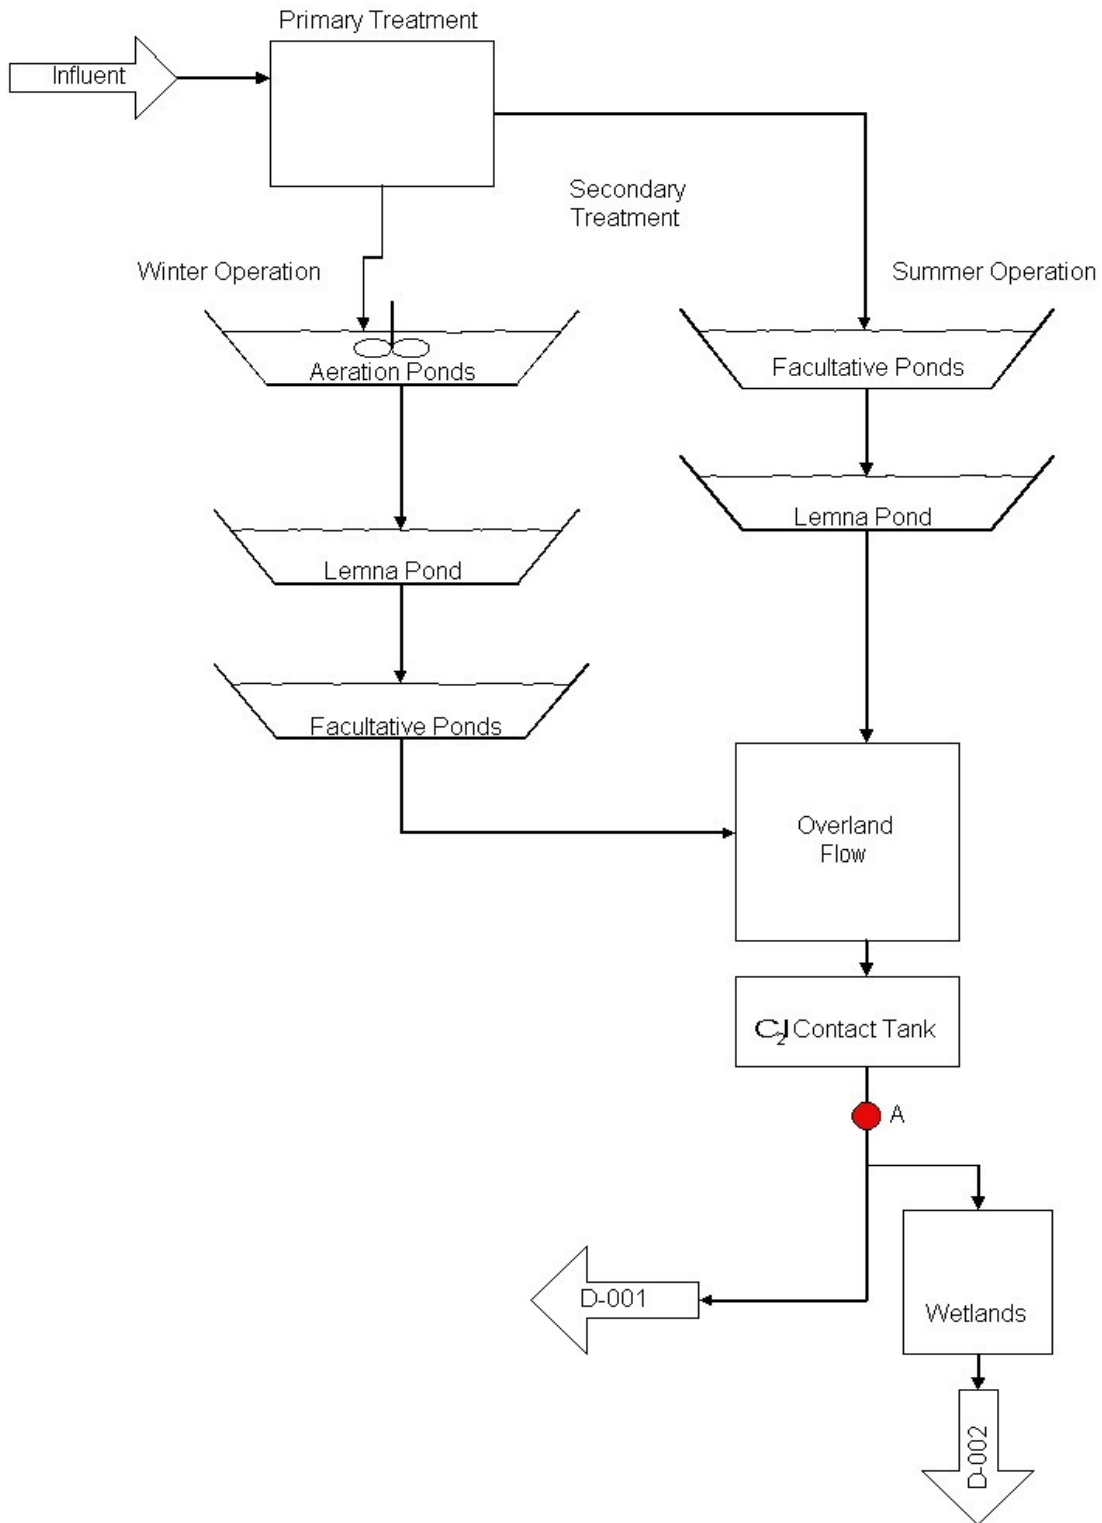 Primary Treatment
Influent
Secondary
Treatment
Winter Operation
Summer Operation
Aeration Ponds
Facultative Ponds
Lemna Pond
Lemna Pond
Facultative Ponds
Overland
Flow
C₂l Contact Tank
A
D-001
Wetlands
D-002